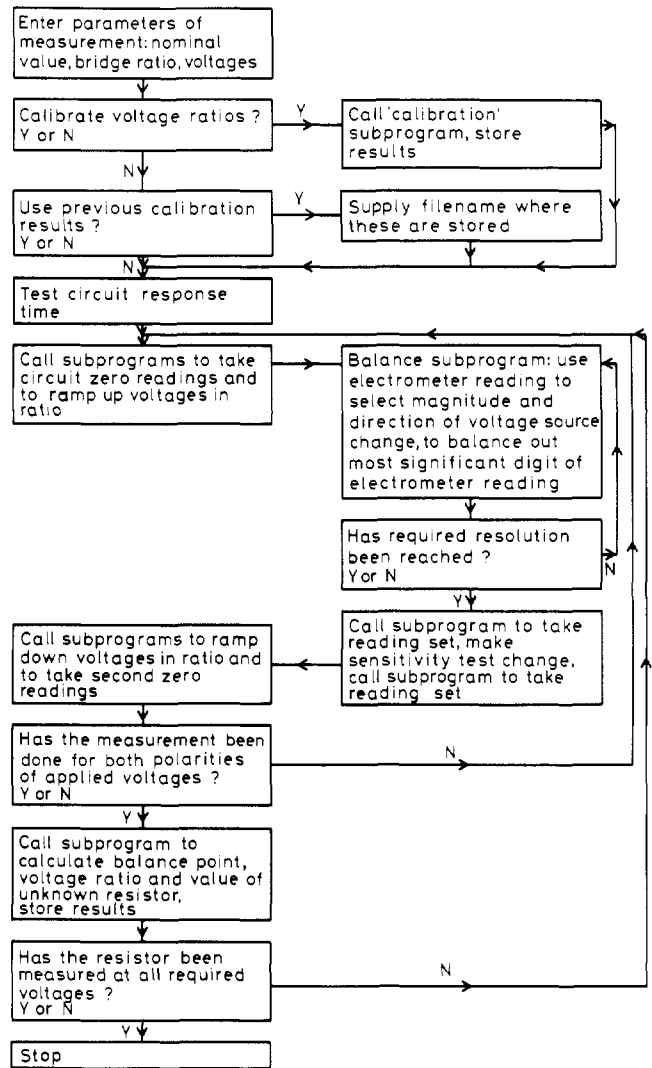 Enter parameters of
measurement: nominal
value, bridge ratio, voltages
Calibrate voltage ratios ?
Y or N
Y
Call 'calibration'
subprogram, store
results
N
Use previous calibration
results ?
Y or N
Y
Supply filename where
these are stored
N
Test circuit response
time
Call subprograms to take
circuit zero readings and
to ramp up voltages in
ratio
Balance subprogram: use
electrometer reading to
select magnitude and
direction of voltage source
change, to balance out
most significant digit of
electrometer reading
Has required resolution
been reached ?
Y or N
N
Y
Call subprogram to take
reading set, make
sensitivity test change,
call subprogram to take
reading set
Call subprograms to ramp
down voltages in ratio and
to take second zero
readings
Has the measurement been
done for both polarities
of applied voltages ?
Y or N
N
Y
Call subprogram to
calculate balance point,
voltage ratio and value of
unknown resistor,
store results
Has the resistor been
measured at all required
voltages ?
Y or N
N
Y
Stop